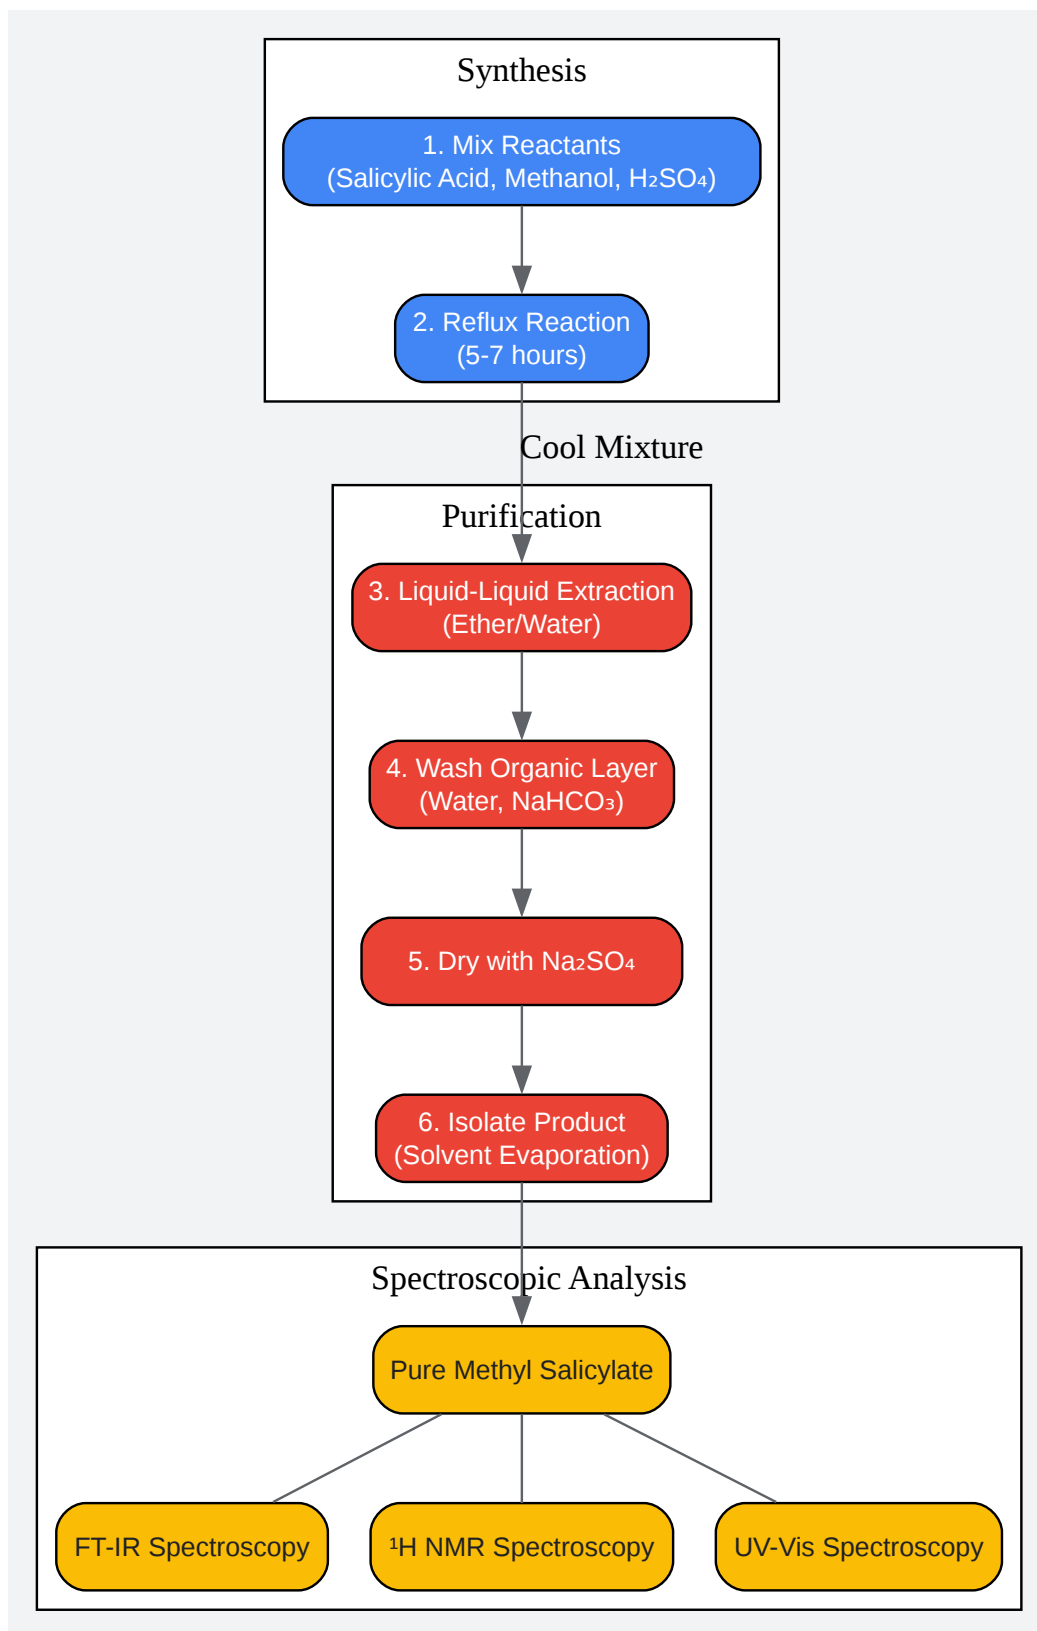 Synthesis
1. Mix Reactants
(Salicylic Acid, Methanol, H₂SO₄)
2. Reflux Reaction
(5-7 hours)
Cool Mixture
Purification
3. Liquid-Liquid Extraction
(Ether/Water)
4. Wash Organic Layer
(Water, NaHCO₃)
5. Dry with Na₂SO₄
6. Isolate Product
(Solvent Evaporation)
Spectroscopic Analysis
Pure Methyl Salicylate
FT-IR Spectroscopy
¹H NMR Spectroscopy
UV-Vis Spectroscopy